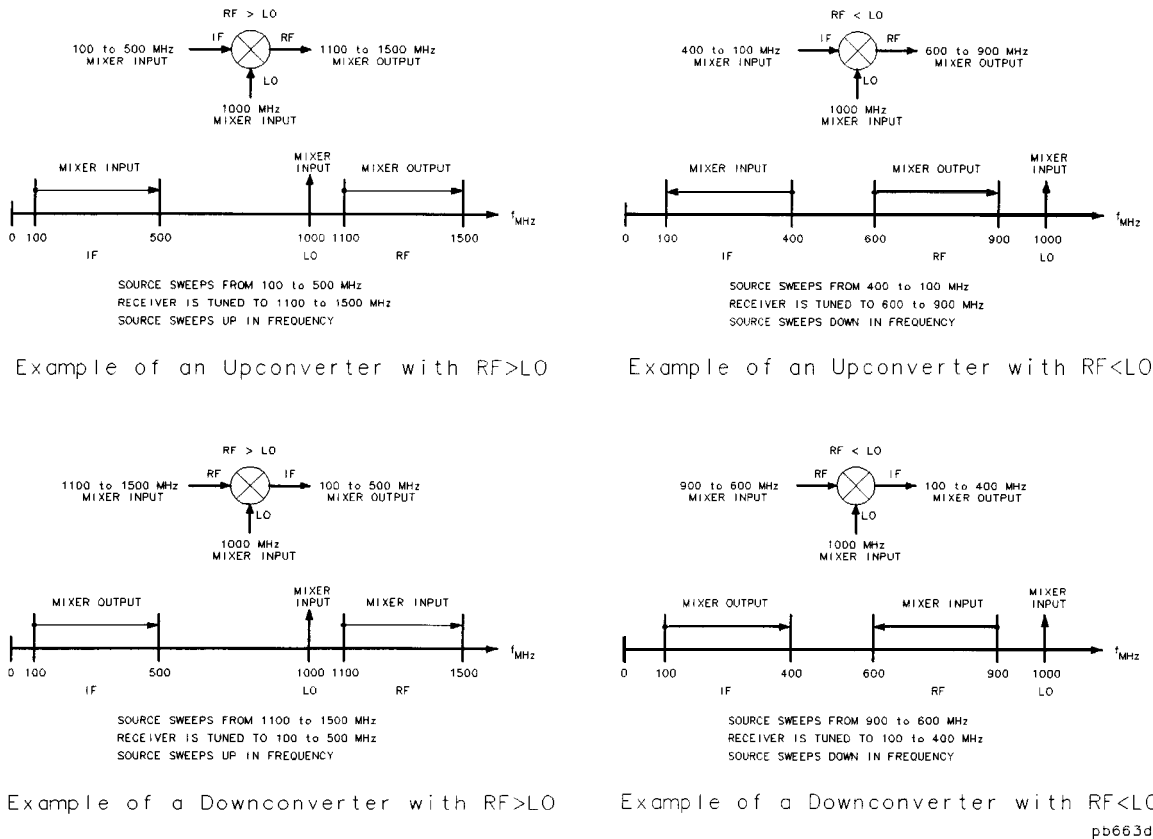 RF > LO
IF RF
100 to 500 MHz
MIXER INPUT
1100 to 1500 MHz
MIXER OUTPUT
LO
1000 MHz
MIXER INPUT
MIXER INPUT
MIXER
INPUT
MIXER OUTPUT
fMHz
0 100 500 1000 1100 1500
IF LO RF
SOURCE SWEEPS FROM 100 to 500 MHz
RECEIVER IS TUNED TO 1100 to 1500 MHz
SOURCE SWEEPS UP IN FREQUENCY
Example of an Upconverter with RF>LO
RF < LO
IF RF
400 to 100 MHz
MIXER INPUT
600 to 900 MHz
MIXER OUTPUT
LO
1000 MHz
MIXER INPUT
MIXER INPUT
MIXER OUTPUT
MIXER
INPUT
fMHz
0 100 400 600 900 1000
IF RF LO
SOURCE SWEEPS FROM 400 to 100 MHz
RECEIVER IS TUNED TO 600 to 900 MHz
SOURCE SWEEPS DOWN IN FREQUENCY
Example of an Upconverter with RF<LO
RF > LO
RF IF
1100 to 1500 MHz
MIXER INPUT
100 to 500 MHz
MIXER OUTPUT
LO
1000 MHz
MIXER INPUT
MIXER OUTPUT
MIXER
INPUT
MIXER INPUT
fMHz
0 100 500 1000 1100 1500
IF LO RF
SOURCE SWEEPS FROM 1100 to 1500 MHz
RECEIVER IS TUNED TO 100 to 500 MHz
SOURCE SWEEPS UP IN FREQUENCY
Example of a Downconverter with RF>LO
RF < LO
RF IF
900 to 600 MHz
MIXER INPUT
100 to 400 MHz
MIXER OUTPUT
LO
1000 MHz
MIXER INPUT
MIXER OUTPUT
MIXER INPUT
MIXER
INPUT
fMHz
0 100 400 600 900 1000
IF RF LO
SOURCE SWEEPS FROM 900 to 600 MHz
RECEIVER IS TUNED TO 100 to 400 MHz
SOURCE SWEEPS DOWN IN FREQUENCY
Example of a Downconverter with RF<LO
pb663d